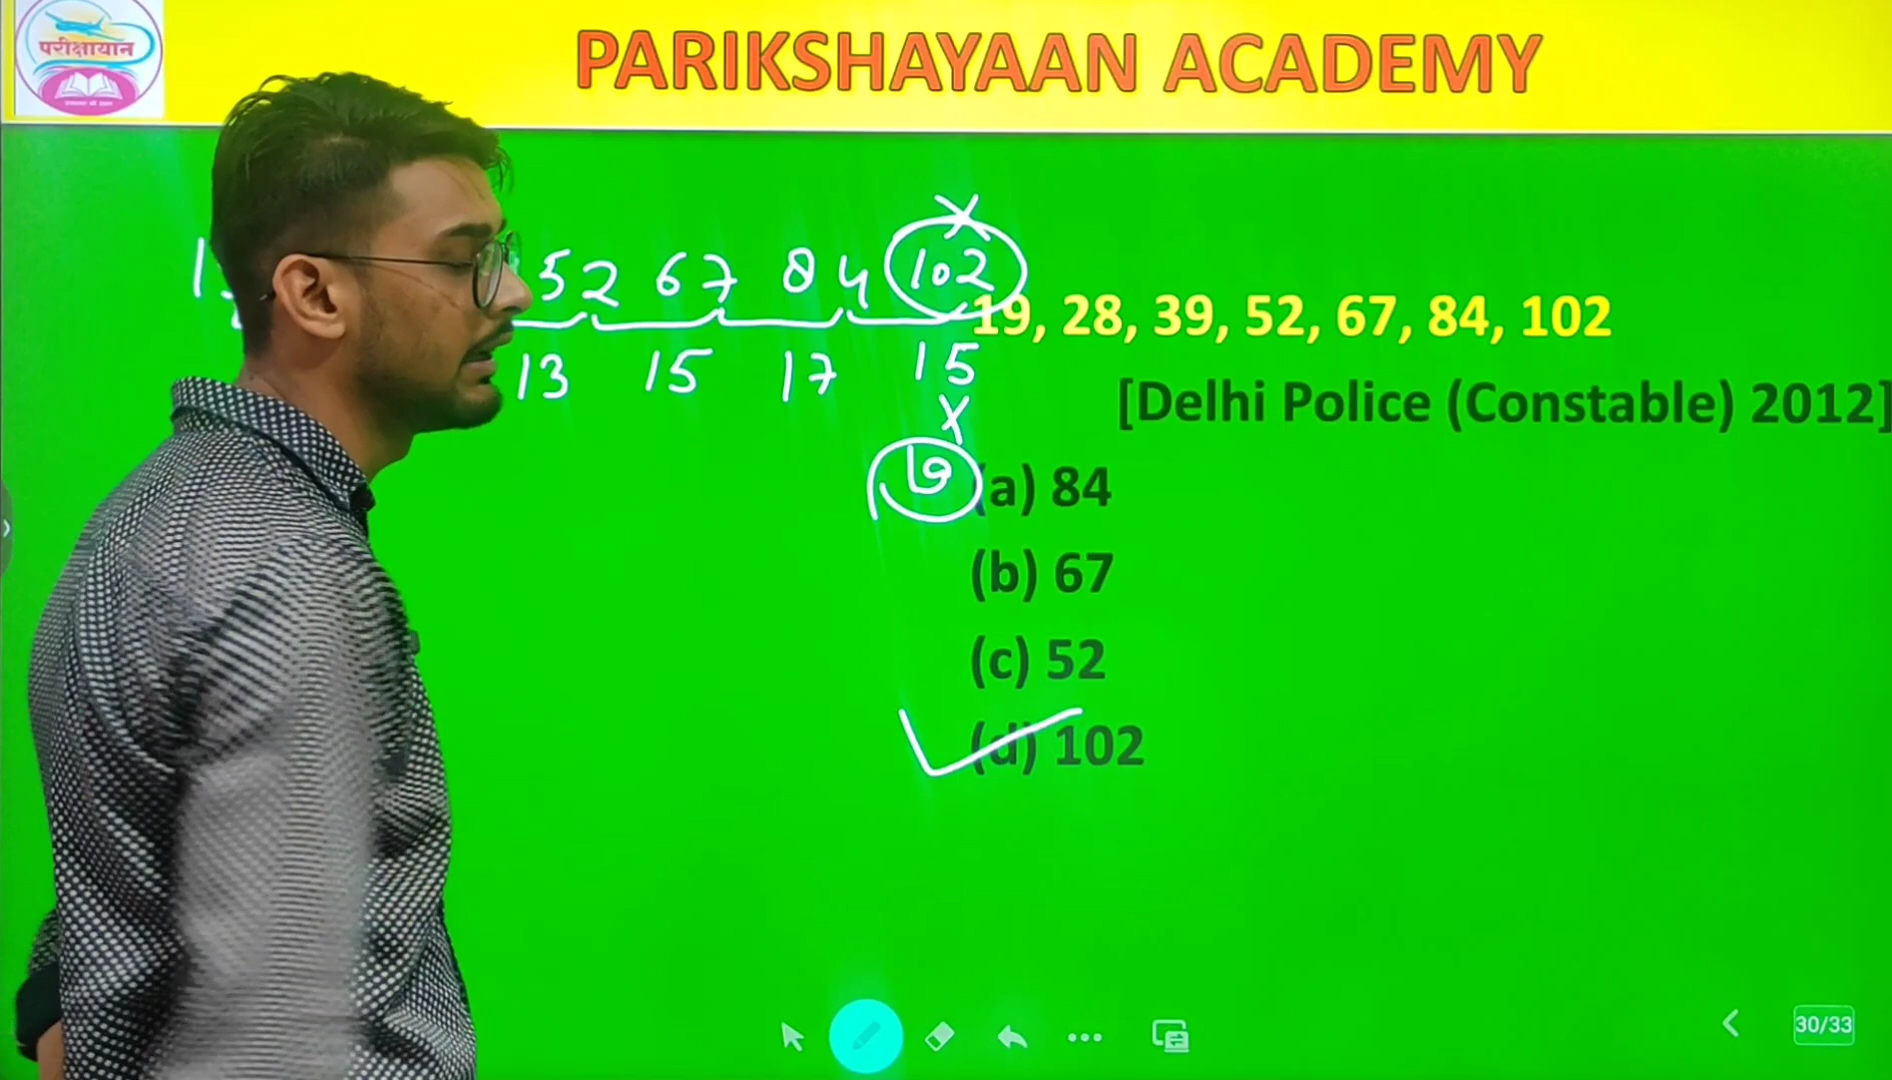 परीक्षायान
PARIKSHAYAAN ACADEMY
52 67 84 102
13 15 17 15
19
19, 28, 39, 52, 67, 84, 102
[Delhi Police (Constable) 2012]
(a) 84
(b) 67
(c) 52
(d) 102
30/33